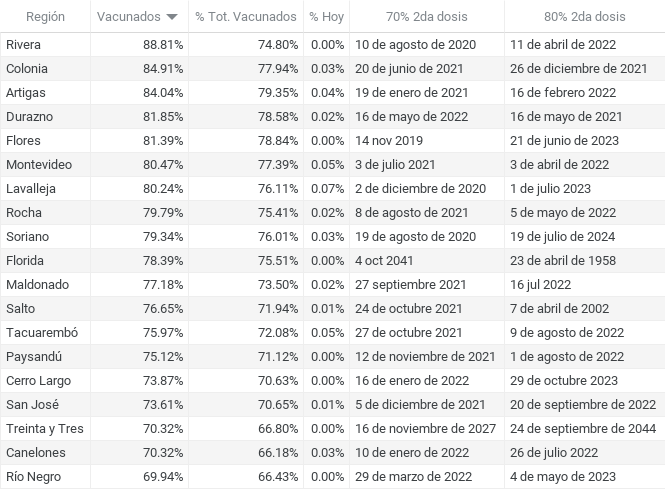 Región Vacunados % Tot. Vacunados % Hoy 70% 2da dosis 80% 2da dosis
Rivera 88.81% 74.80% 0.00% 10 de agosto de 2020 11 de abril de 2022
Colonia 84.91% 77.94% 0.03% 20 de junio de 2021 26 de diciembre de 2021
Artigas 84.04% 79.35% 0.04% 19 de enero de 2021 16 de febrero 2022
Durazno 81.85% 78.58% 0.02% 16 de mayo de 2022 16 de mayo de 2021
Flores 81.39% 78.84% 0.00% 14 nov 2019 21 de junio de 2023
Montevideo 80.47% 77.39% 0.05% 3 de julio 2021 3 de abril de 2022
Lavalleja 80.24% 76.11% 0.07% 2 de diciembre de 2020 1 de julio 2023
Rocha 79.79% 75.41% 0.02% 8 de agosto de 2021 5 de mayo de 2022
Soriano 79.34% 76.01% 0.03% 19 de agosto de 2020 19 de julio de 2024
Florida 78.39% 75.51% 0.00% 4 oct 2041 23 de abril de 1958
Maldonado 77.18% 73.50% 0.02% 27 septiembre 2021 16 jul 2022
Salto 76.65% 71.94% 0.01% 24 de octubre 2021 7 de abril de 2002
Tacuarembó 75.97% 72.08% 0.05% 27 de octubre 2021 9 de agosto de 2022
Paysandú 75.12% 71.12% 0.00% 12 de noviembre de 2021 1 de agosto de 2022
Cerro Largo 73.87% 70.63% 0.00% 16 de enero de 2022 29 de octubre 2023
San José 73.61% 70.65% 0.01% 5 de diciembre de 2021 20 de septiembre de 2022
Treinta y Tres 70.32% 66.80% 0.00% 16 de noviembre de 2027 24 de septiembre de 2044
Canelones 70.32% 66.18% 0.03% 10 de enero de 2022 26 de julio 2022
Río Negro 69.94% 66.43% 0.00% 29 de marzo de 2022 4 de mayo de 2023